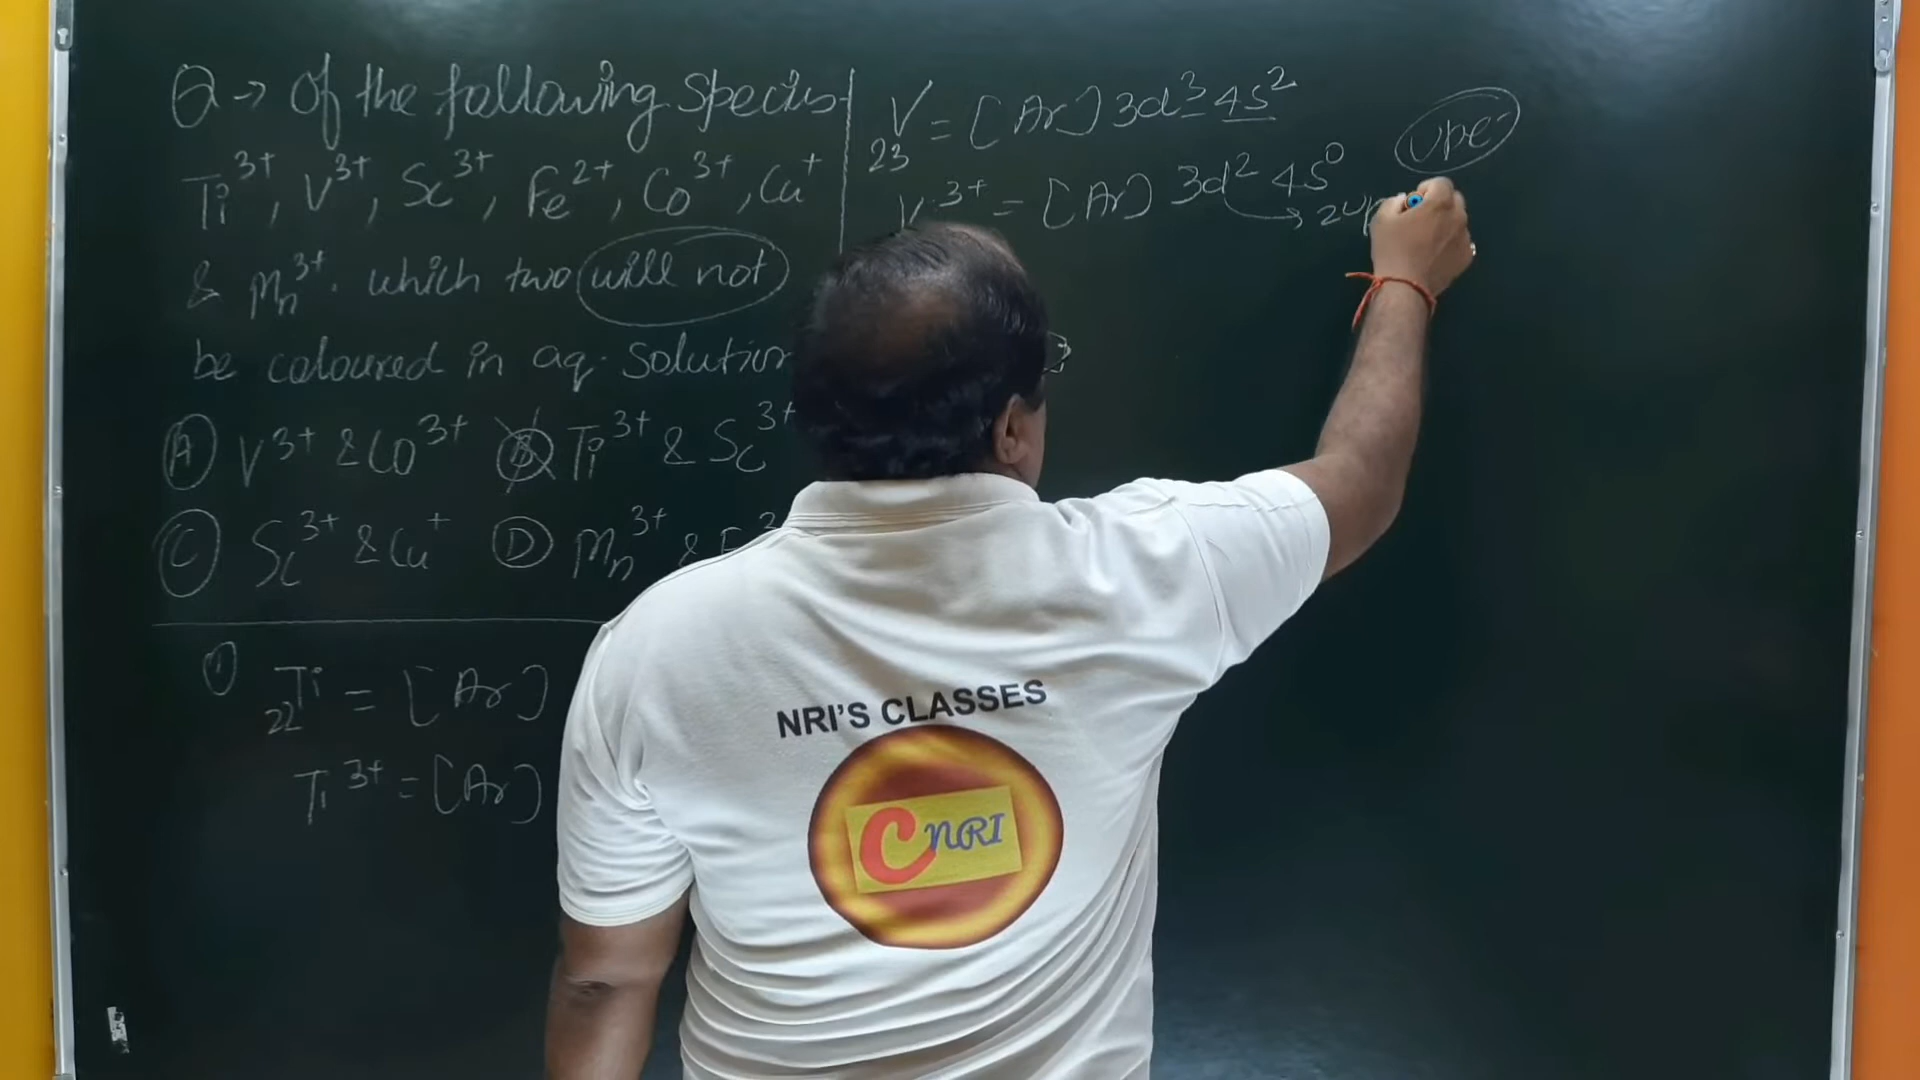 Q → Of the following species
Ti³⁺, V³⁺, Sc³⁺, Fe²⁺, Co³⁺, Cu⁺
& Mn³⁺. which two will not
be coloured in aq. solution
(A) V³⁺ & Co³⁺ (B) Ti³⁺ & Sc³⁺
(C) Sc³⁺ & Cu⁺ (D) Mn³⁺ &
① ₂₂Ti = [Ar]
Ti³⁺ = [Ar]
₂₃V = [Ar] 3d³ 4s²
V³⁺ = [Ar] 3d² 4s⁰
upe⁻
→ 2up
NRI'S CLASSES
CNRI